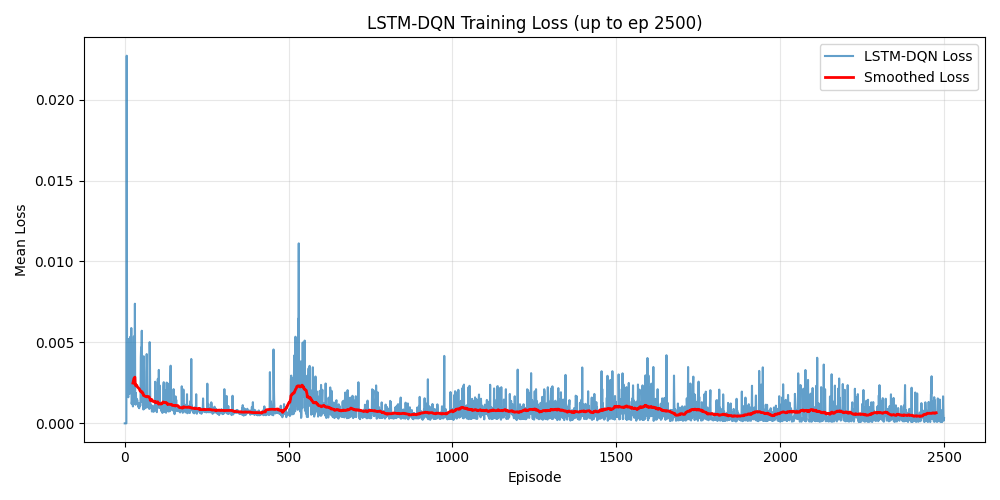 LSTM-DQN Training Loss (up to ep 2500)
LSTM-DQN Loss
Smoothed Loss
Mean Loss
0.020
0.015
0.010
0.005
0.000
0 500 1000 1500 2000 2500
Episode